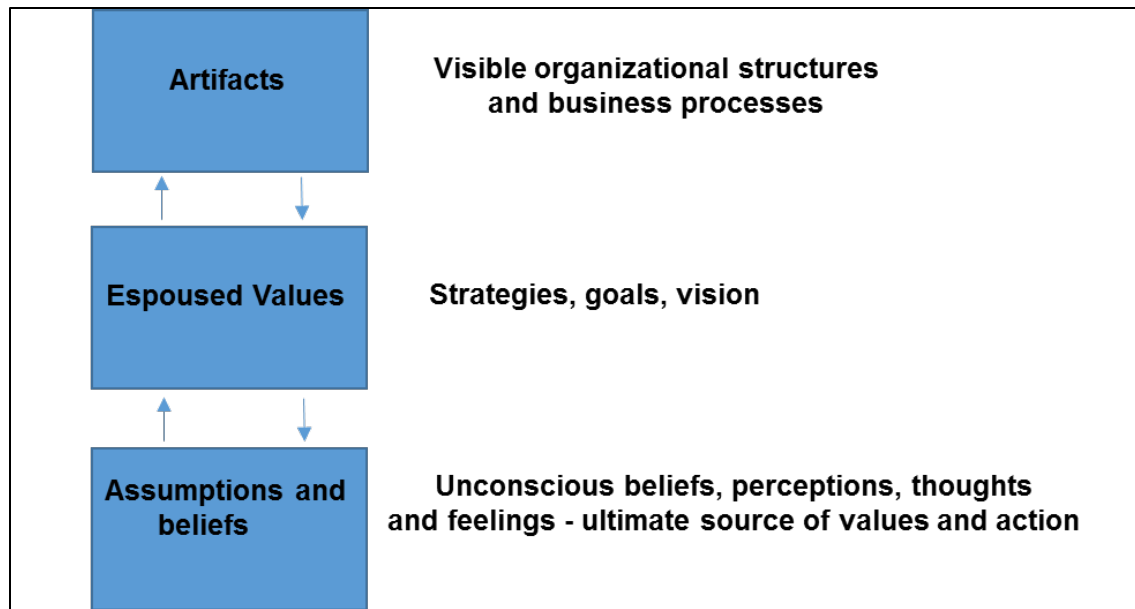 Artifacts
Visible organizational structures
and business processes
Espoused Values
Strategies, goals, vision
Assumptions and
beliefs
Unconscious beliefs, perceptions, thoughts
and feelings - ultimate source of values and action